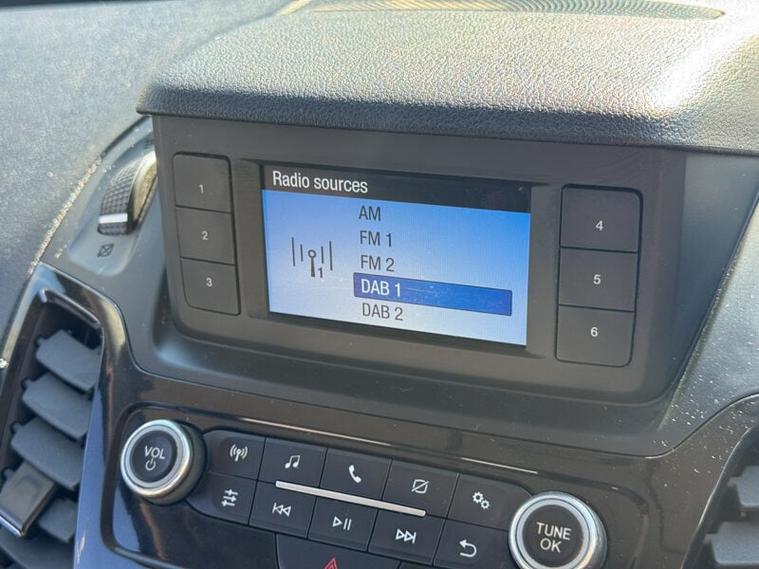 Radio sources
AM
FM 1
FM 2
DAB 1
DAB 2
1
1
2
3
4
5
6
VOL
TUNE
OK